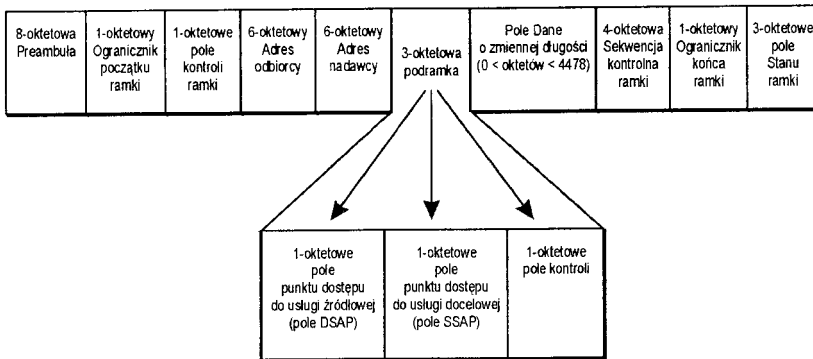 8-oktetowa
Preambuła
1-oktetowy
Ogranicznik
początku
ramki
1-oktetowe
pole
kontroli
ramki
6-oktetowy
Adres
odbiorcy
6-oktetowy
Adres
nadawcy
3-oktetowa
podramka
Pole Dane
o zmiennej długości
(0 < oktetów < 4478)
4-oktetowa
Sekwencja
kontrolna
ramki
1-oktetowy
Ogranicznik
końca
ramki
3-oktetowe
pole
Stanu
ramki
1-oktetowe
pole
punktu dostępu
do usługi źródłowej
(pole DSAP)
1-oktetowe
pole
punktu dostępu
do usługi docelowej
(pole SSAP)
1-oktetowe
pole kontroli